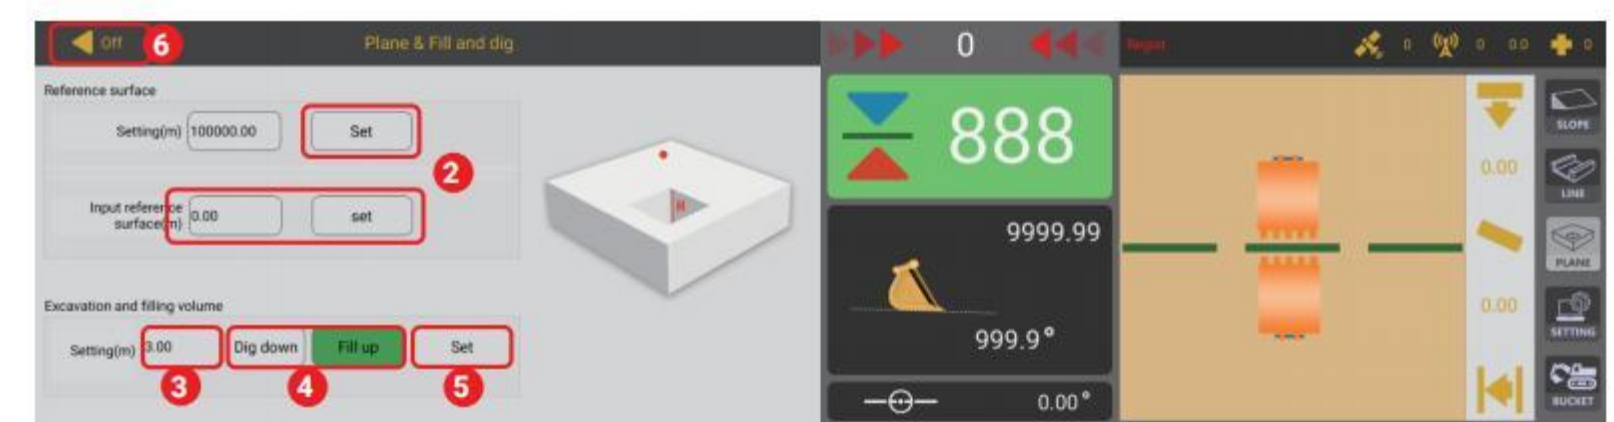 Off
6
Plane & Fill and dig
Reference surface
Setting(m) 100000.00 Set
2
Input reference
surface(m) 0.00 set
Excavation and filling volume
Setting(m) 3.00 Dig down Fill up Set
3 4 5
0
888
9999.99
999.9°
0.00°
Regist
0 0 0.0 0
0.00
0.00
SLOPE
LINE
PLANE
SETTING
BUCKET